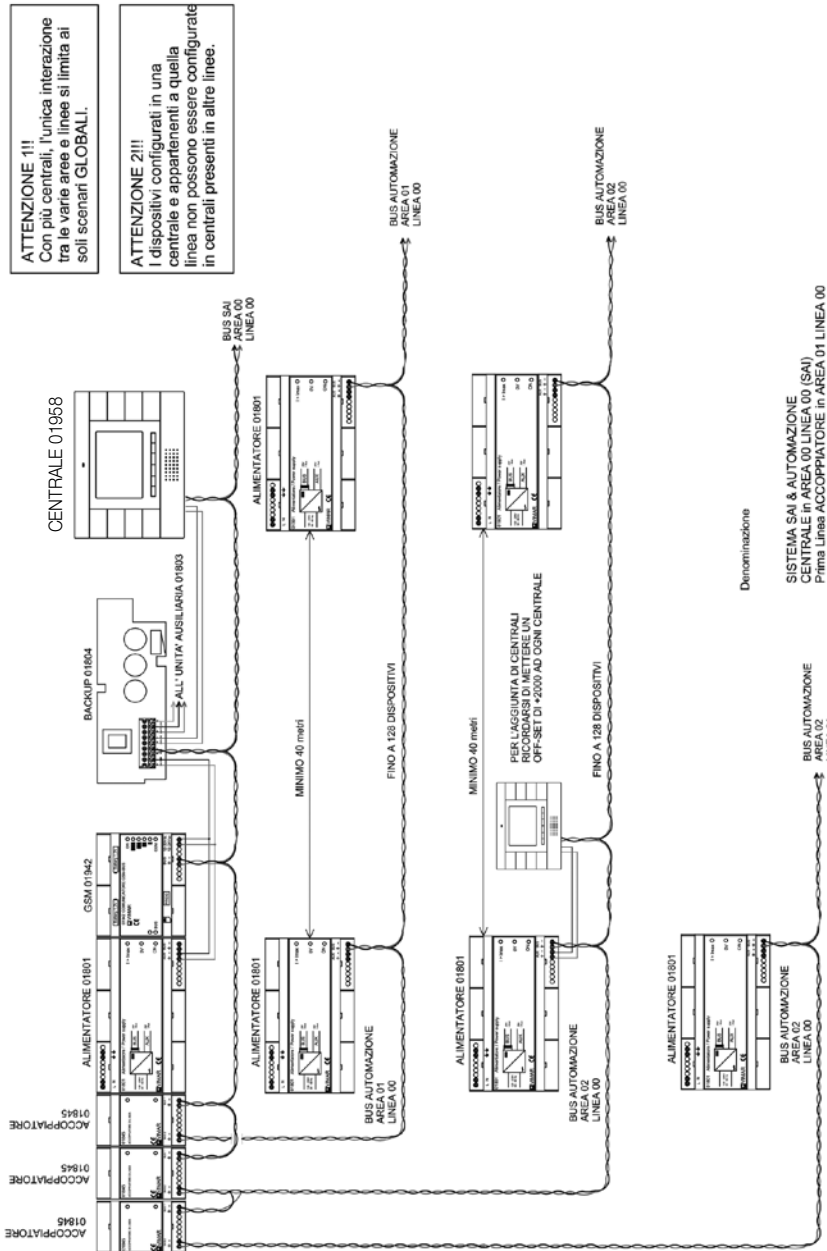 ATTENZIONE 1!!!
Con più centrali, l'unica interazione
tra le varie aree e linee si limita ai
soli scenari GLOBALI.
ATTENZIONE 2!!!
I dispositivi configurati in una
centrale e appartenenti a quella
linea non possono essere configurate
in centrali presenti in altre linee.
CENTRALE 01958
BACKUP 01804
ALL' UNITA' AUSILIARIA 01803
GSM 01942
ALIMENTATORE 01801
ACCOPPIATORE
01845
ACCOPPIATORE
01845
ACCOPPIATORE
01845
BUS SAI
AREA 00
LINEA 00
ALIMENTATORE 01801
MINIMO 40 metri
ALIMENTATORE 01801
BUS AUTOMAZIONE
AREA 01
LINEA 00
FINO A 128 DISPOSITIVI
BUS AUTOMAZIONE
AREA 01
LINEA 00
MINIMO 40 metri
PER L'AGGIUNTA DI CENTRALI
RICORDARSI DI METTERE UN
OFF-SET DI +2000 AD OGNI CENTRALE
ALIMENTATORE 01801
BUS AUTOMAZIONE
AREA 02
LINEA 00
FINO A 128 DISPOSITIVI
BUS AUTOMAZIONE
AREA 02
LINEA 00
ALIMENTATORE 01801
BUS AUTOMAZIONE
AREA 02
LINEA 00
BUS AUTOMAZIONE
AREA 02
Denominazione
SISTEMA SAI & AUTOMAZIONE
CENTRALE in AREA 00 LINEA 00 (SAI)
Prima Linea ACCOPPIATORE in AREA 01 LINEA 00